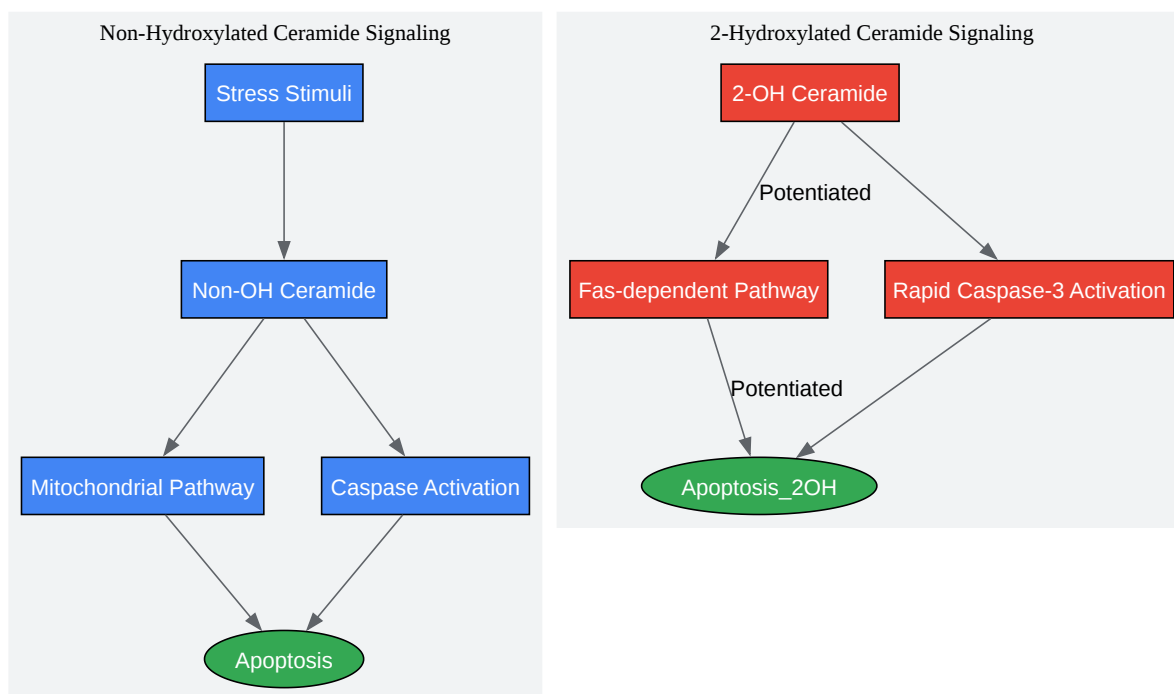 Non-Hydroxylated Ceramide Signaling
Stress Stimuli
Non-OH Ceramide
Mitochondrial Pathway
Caspase Activation
Apoptosis
2-Hydroxylated Ceramide Signaling
2-OH Ceramide
Potentiated
Fas-dependent Pathway
Rapid Caspase-3 Activation
Potentiated
Apoptosis_2OH